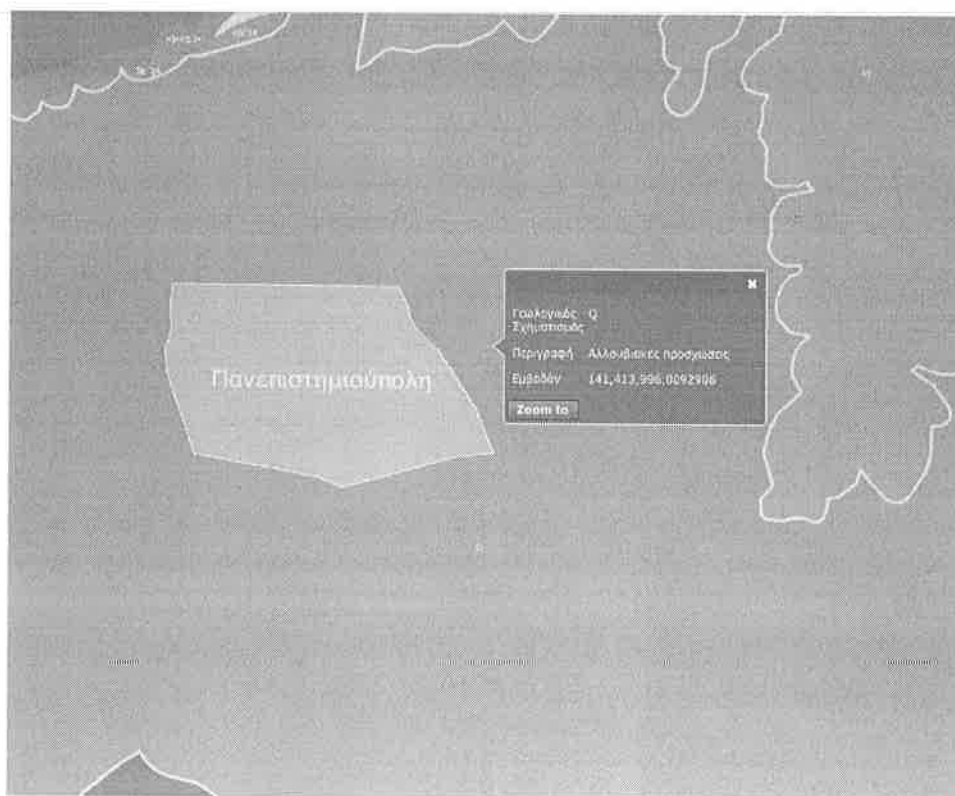 Πανεπιστημιούπολη
Γεωλογικός Q
Σχηματισμός
Περιγραφή Αλλουβιακές προσχώσεις
Εμβαδόν 141,413,996.0092906
Zoom to